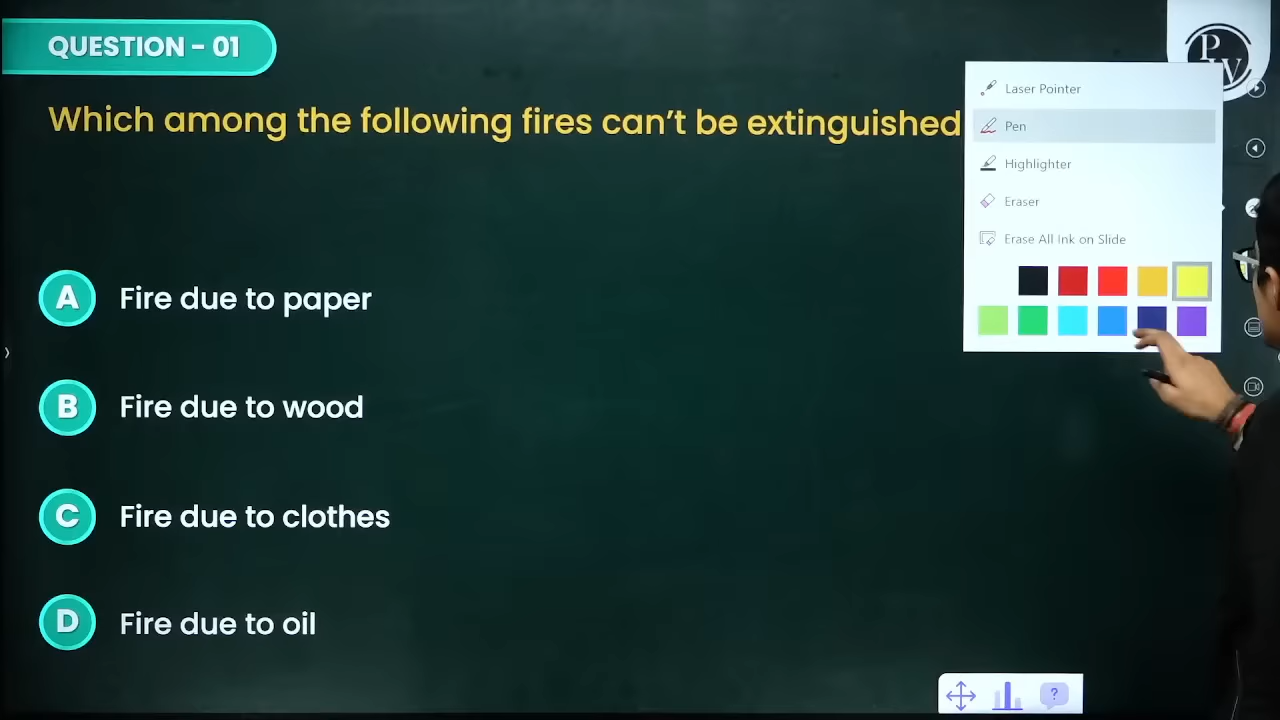 QUESTION - 01
PW
Which among the following fires can't be extinguished
Laser Pointer
Pen
Highlighter
Eraser
Erase All Ink on Slide
A Fire due to paper
B Fire due to wood
C Fire due to clothes
D Fire due to oil
?